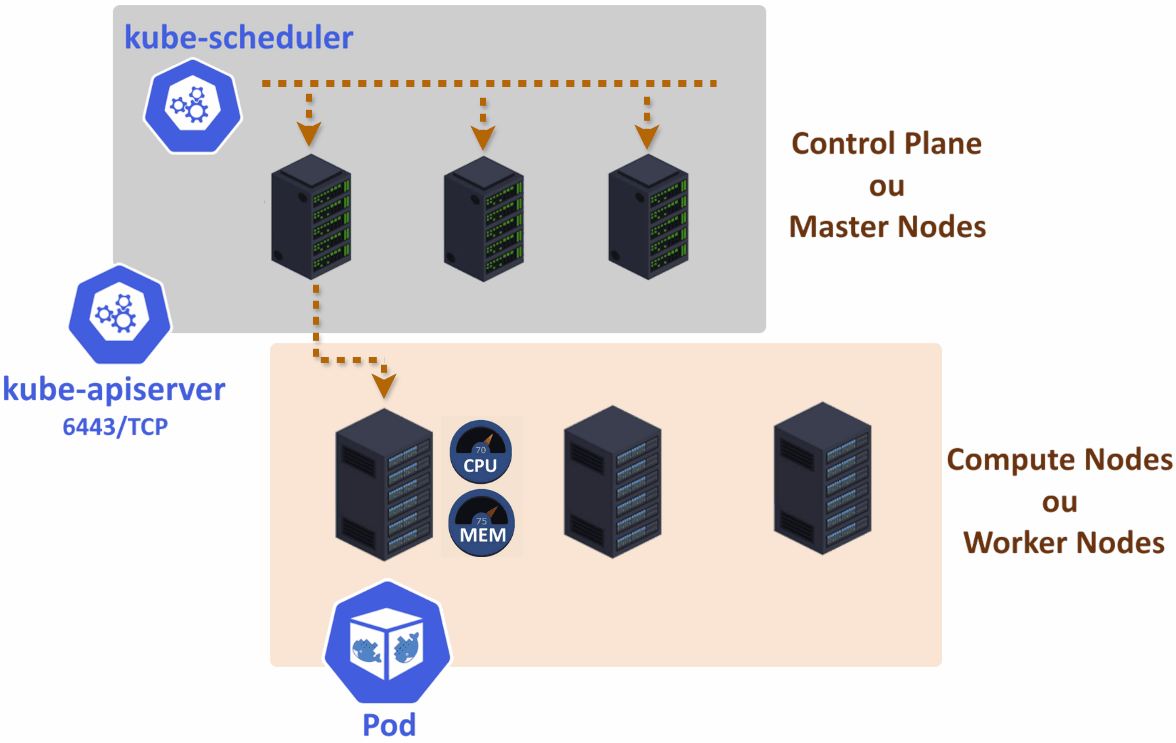 kube-scheduler
Control Plane
ou
Master Nodes
kube-apiserver
6443/TCP
70
CPU
75
MEM
Compute Nodes
ou
Worker Nodes
Pod